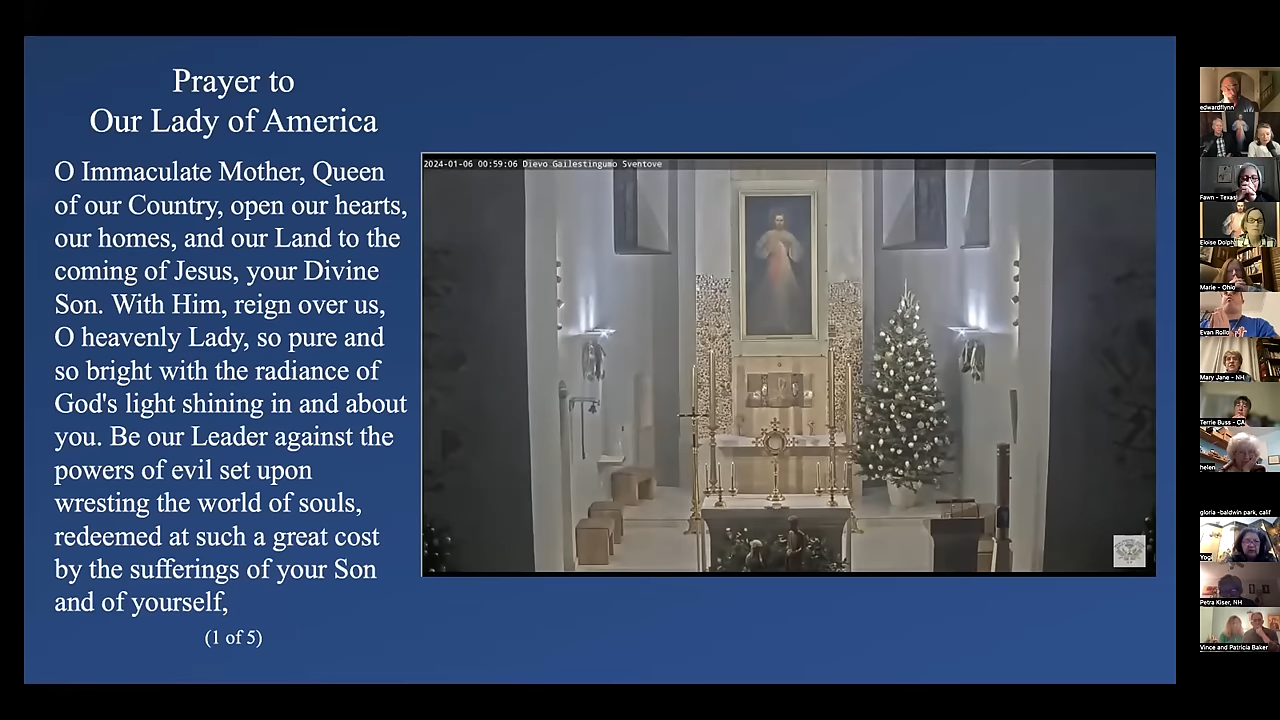 Prayer to
Our Lady of America
O Immaculate Mother, Queen
of our Country, open our hearts,
our homes, and our Land to the
coming of Jesus, your Divine
Son. With Him, reign over us,
O heavenly Lady, so pure and
so bright with the radiance of
God's light shining in and about
you. Be our Leader against the
powers of evil set upon
wresting the world of souls,
redeemed at such a great cost
by the sufferings of your Son
and of yourself,
(1 of 5)
2024-01-06 00:59:06 Dievo Gailestingumo Sventove
edwardflynn
Fawn - Texas
Eloise Dolph
Marie - Ohio
Evan Rollo
Mary Jane - NH
Terrie Buss - CA
helen
gloria -baldwin park, calif
Yogi
Petra Kiser, NH
Vince and Patricia Baker